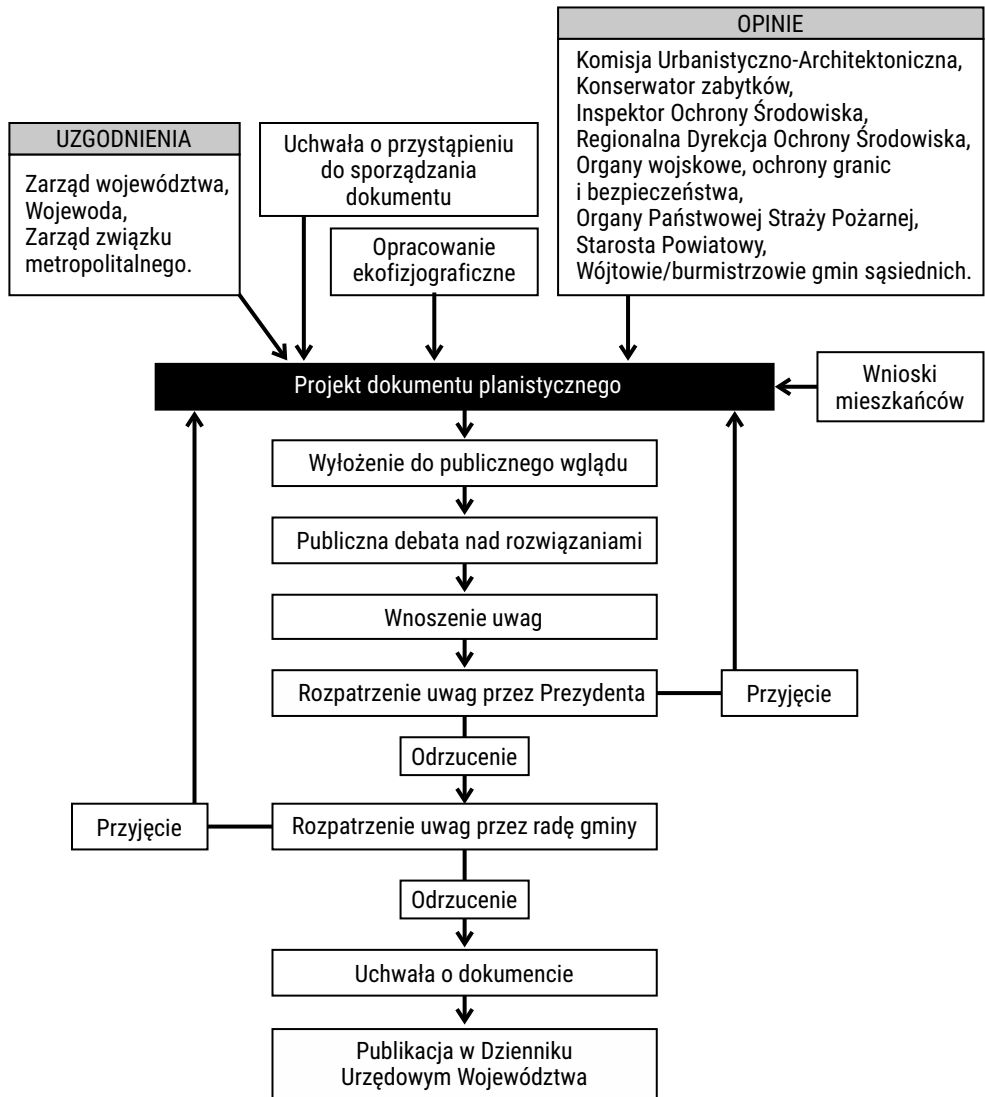 OPINIE
Komisja Urbanistyczno-Architektoniczna,
Konserwator zabytków,
Inspektor Ochrony Środowiska,
Regionalna Dyrekcja Ochrony Środowiska,
Organy wojskowe, ochrony granic
i bezpieczeństwa,
Organy Państwowej Straży Pożarnej,
Starosta Powiatowy,
Wójtowie/burmistrzowie gmin sąsiednich.
UZGODNIENIA
Zarząd województwa,
Wojewoda,
Zarząd związku
metropolitalnego.
Uchwała o przystąpieniu
do sporządzania
dokumentu
Opracowanie
ekofizjograficzne
Projekt dokumentu planistycznego
Wnioski
mieszkańców
Wyłożenie do publicznego wglądu
Publiczna debata nad rozwiązaniami
Wnoszenie uwag
Rozpatrzenie uwag przez Prezydenta
Przyjęcie
Odrzucenie
Przyjęcie
Rozpatrzenie uwag przez radę gminy
Odrzucenie
Uchwała o dokumencie
Publikacja w Dzienniku
Urzędowym Województwa